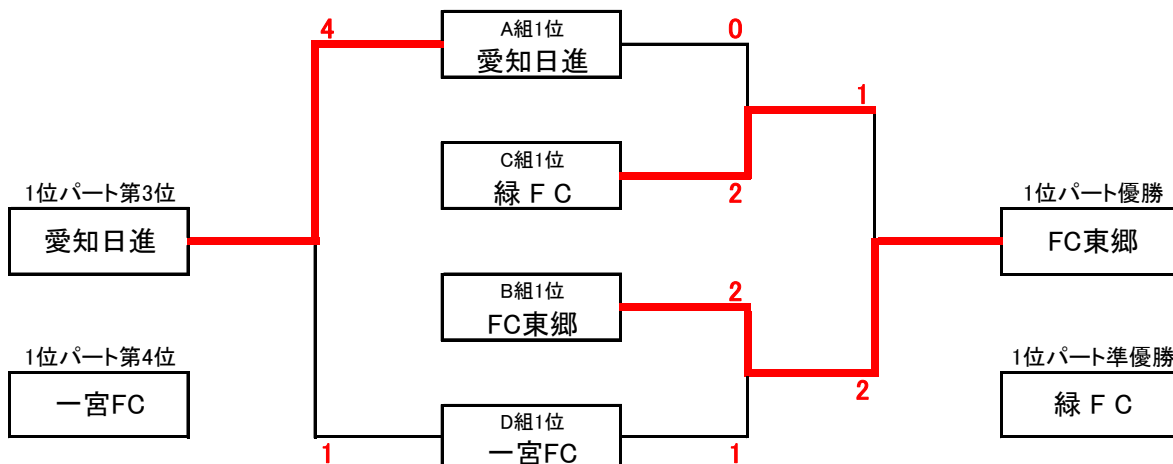 4
A組1位
愛知日進
0
1
C組1位
緑ＦＣ
2
1位パート第3位
愛知日進
1位パート優勝
FC東郷
B組1位
FC東郷
2
1位パート第4位
一宮FC
2
1位パート準優勝
緑ＦＣ
1
D組1位
一宮FC
1